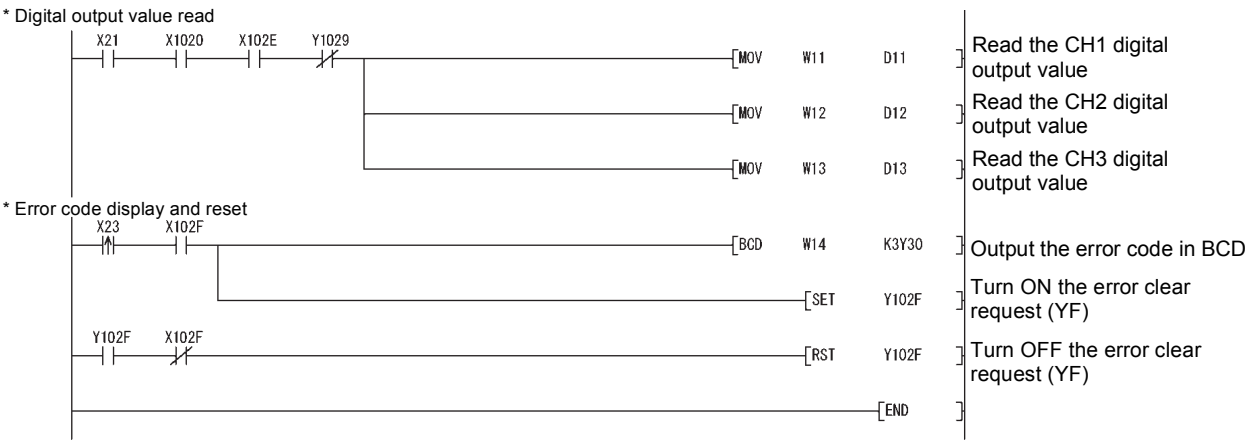 * Digital output value read
X21 X1020 X102E Y1029
MOV W11 D11 Read the CH1 digital
output value
MOV W12 D12 Read the CH2 digital
output value
MOV W13 D13 Read the CH3 digital
output value
* Error code display and reset
X23 X102F
BCD W14 K3Y30 Output the error code in BCD
SET Y102F Turn ON the error clear
request (YF)
Y102F X102F
RST Y102F Turn OFF the error clear
request (YF)
END